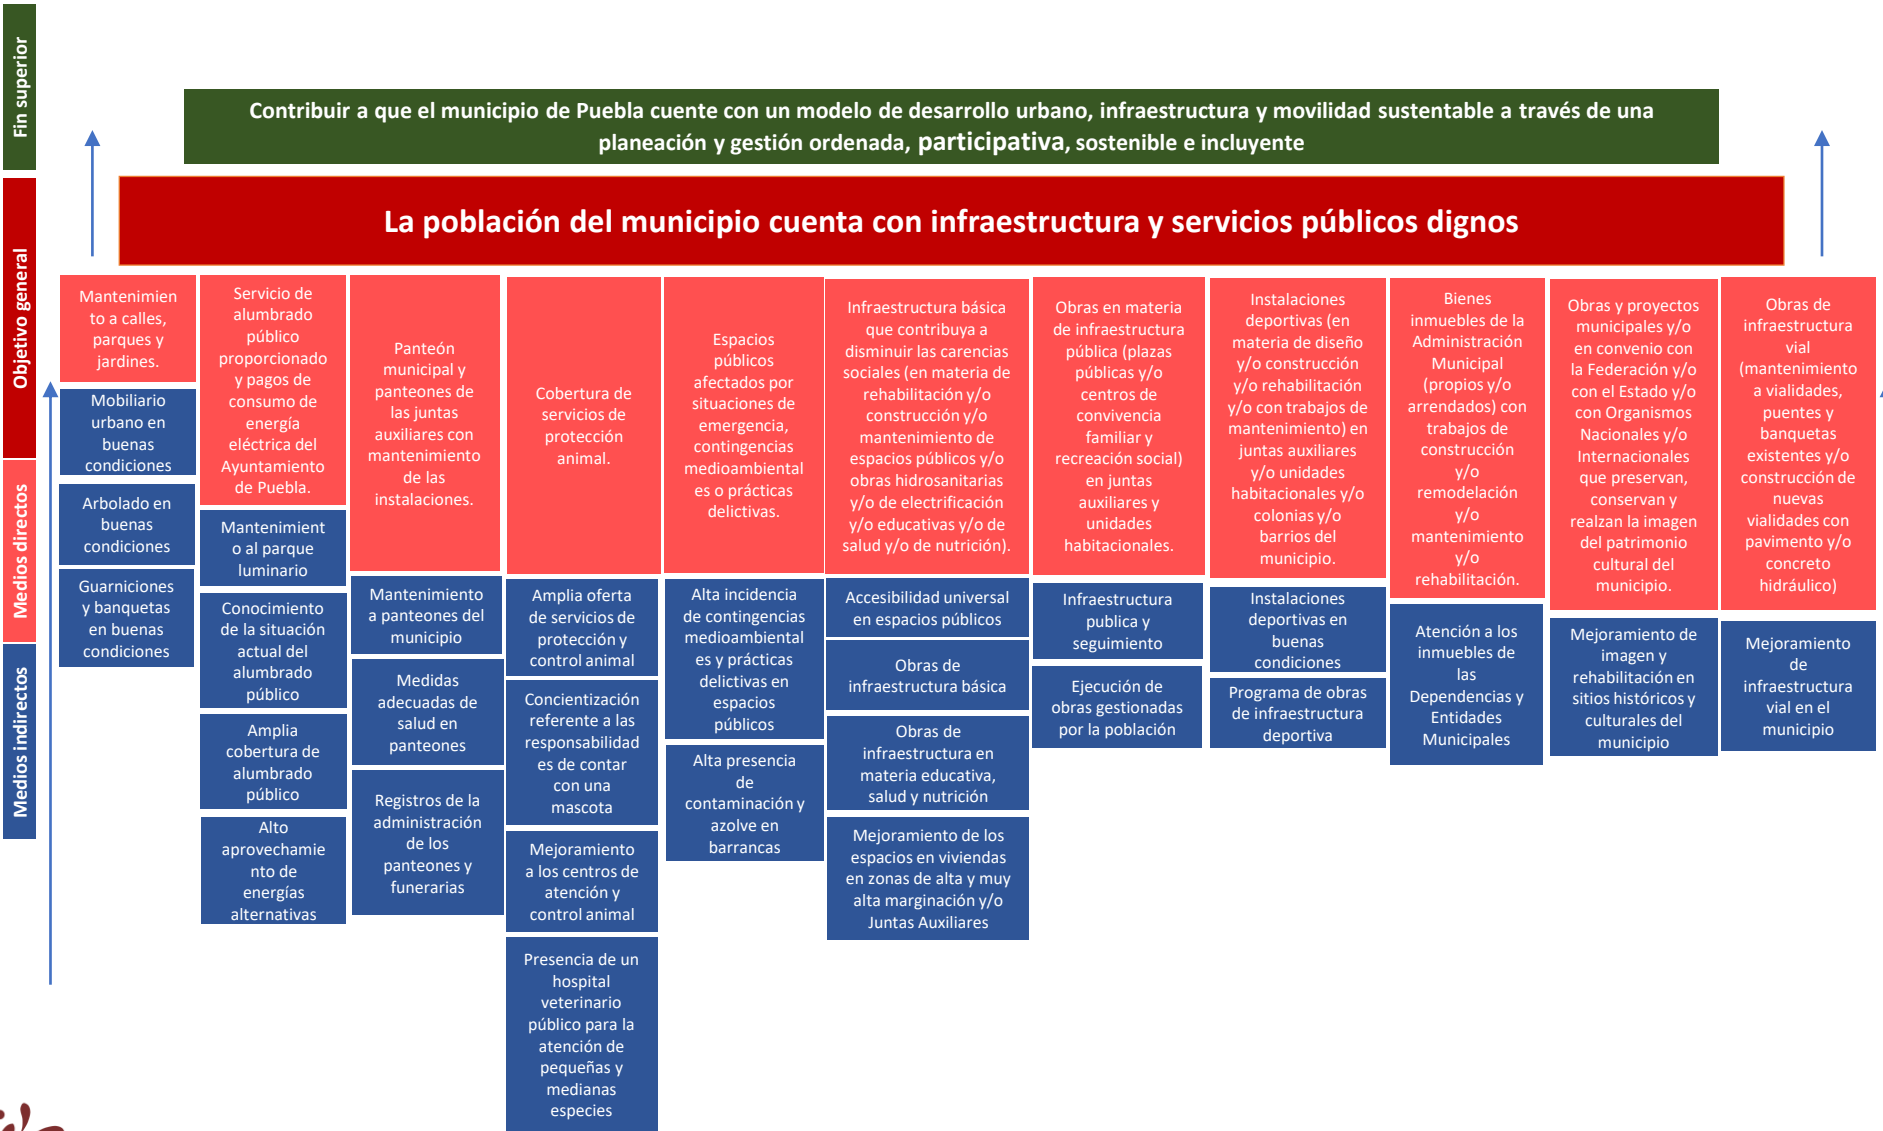 Fin superior
Contribuir a que el municipio de Puebla cuente con un modelo de desarrollo urbano, infraestructura y movilidad sustentable a través de una
planeación y gestión ordenada, participativa, sostenible e incluyente
Objetivo general
La población del municipio cuenta con infraestructura y servicios públicos dignos
Medios directos
Medios indirectos
Mantenimien
to a calles,
parques y
jardines.
Mobiliario
urbano en
buenas
condiciones
Arbolado en
buenas
condiciones
Guarniciones
y banquetas
en buenas
condiciones
Servicio de
alumbrado
público
proporcionado
y pagos de
consumo de
energía
eléctrica del
Ayuntamiento
de Puebla.
Mantenimient
o al parque
luminario
Conocimiento
de la situación
actual del
alumbrado
público
Amplia
cobertura de
alumbrado
público
Alto
aprovechamie
nto de
energías
alternativas
Panteón
municipal y
panteones de
las juntas
auxiliares con
mantenimiento
de las
instalaciones.
Mantenimiento
a panteones del
municipio
Medidas
adecuadas de
salud en
panteones
Registros de la
administración
de los
panteones y
funerarias
Cobertura de
servicios de
protección
animal.
Amplia oferta
de servicios de
protección y
control animal
Concientización
referente a las
responsabilidad
es de contar
con una
mascota
Mejoramiento
a los centros de
atención y
control animal
Presencia de un
hospital
veterinario
público para la
atención de
pequeñas y
medianas
especies
Espacios
públicos
afectados por
situaciones de
emergencia,
contingencias
medioambiental
es o prácticas
delictivas.
Alta incidencia
de contingencias
medioambiental
es y prácticas
delictivas en
espacios
públicos
Alta presencia
de
contaminación y
azolve en
barrancas
Infraestructura básica
que contribuya a
disminuir las carencias
sociales (en materia de
rehabilitación y/o
construcción y/o
mantenimiento de
espacios públicos y/o
obras hidrosanitarias
y/o de electrificación
y/o educativas y/o de
salud y/o de nutrición).
Accesibilidad universal
en espacios públicos
Obras de
infraestructura básica
Obras de
infraestructura en
materia educativa,
salud y nutrición
Mejoramiento de los
espacios en viviendas
en zonas de alta y muy
alta marginación y/o
Juntas Auxiliares
Obras en materia
de infraestructura
pública (plazas
públicas y/o
centros de
convivencia
familiar y
recreación social)
en juntas
auxiliares y
unidades
habitacionales.
Infraestructura
publica y
seguimiento
Ejecución de
obras gestionadas
por la población
Instalaciones
deportivas (en
materia de diseño
y/o construcción
y/o rehabilitación
y/o con trabajos de
mantenimiento) en
juntas auxiliares
y/o unidades
habitacionales y/o
colonias y/o
barrios del
municipio.
Instalaciones
deportivas en
buenas
condiciones
Programa de obras
de infraestructura
deportiva
Bienes
inmuebles de la
Administración
Municipal
(propios y/o
arrendados) con
trabajos de
construcción
y/o
remodelación
y/o
mantenimiento
y/o
rehabilitación.
Atención a los
inmuebles de
las
Dependencias y
Entidades
Municipales
Obras y proyectos
municipales y/o
en convenio con
la Federación y/o
con el Estado y/o
con Organismos
Nacionales y/o
Internacionales
que preservan,
conservan y
realzan la imagen
del patrimonio
cultural del
municipio.
Mejoramiento de
imagen y
rehabilitación en
sitios históricos y
culturales del
municipio
Obras de
infraestructura
vial
(mantenimiento
a vialidades,
puentes y
banquetas
existentes y/o
construcción de
nuevas
vialidades con
pavimento y/o
concreto
hidráulico)
Mejoramiento
de
infraestructura
vial en el
municipio